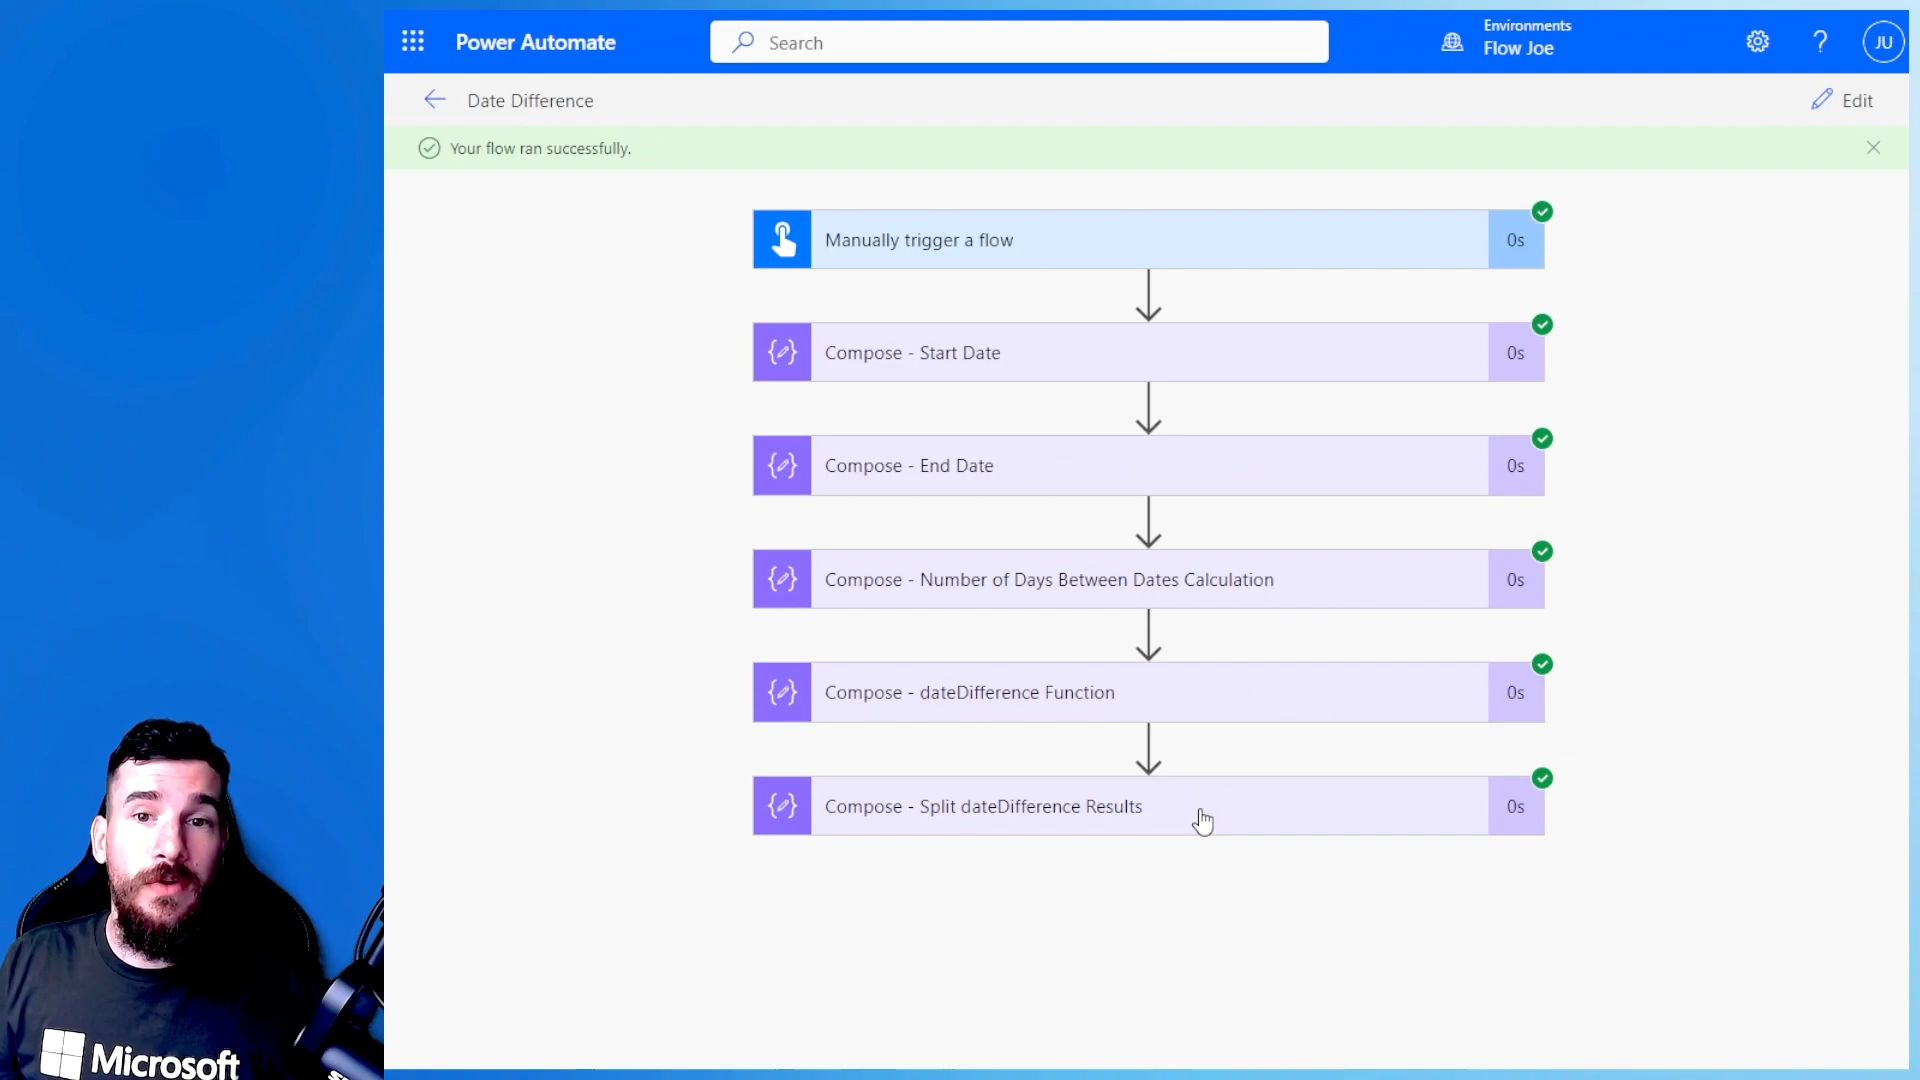 Power Automate
Search
Environments
Flow Joe
?
JU
Date Difference
Edit
Your flow ran successfully.
Manually trigger a flow
0s
Compose - Start Date
0s
Compose - End Date
0s
Compose - Number of Days Between Dates Calculation
0s
Compose - dateDifference Function
0s
Compose - Split dateDifference Results
0s
Microsoft